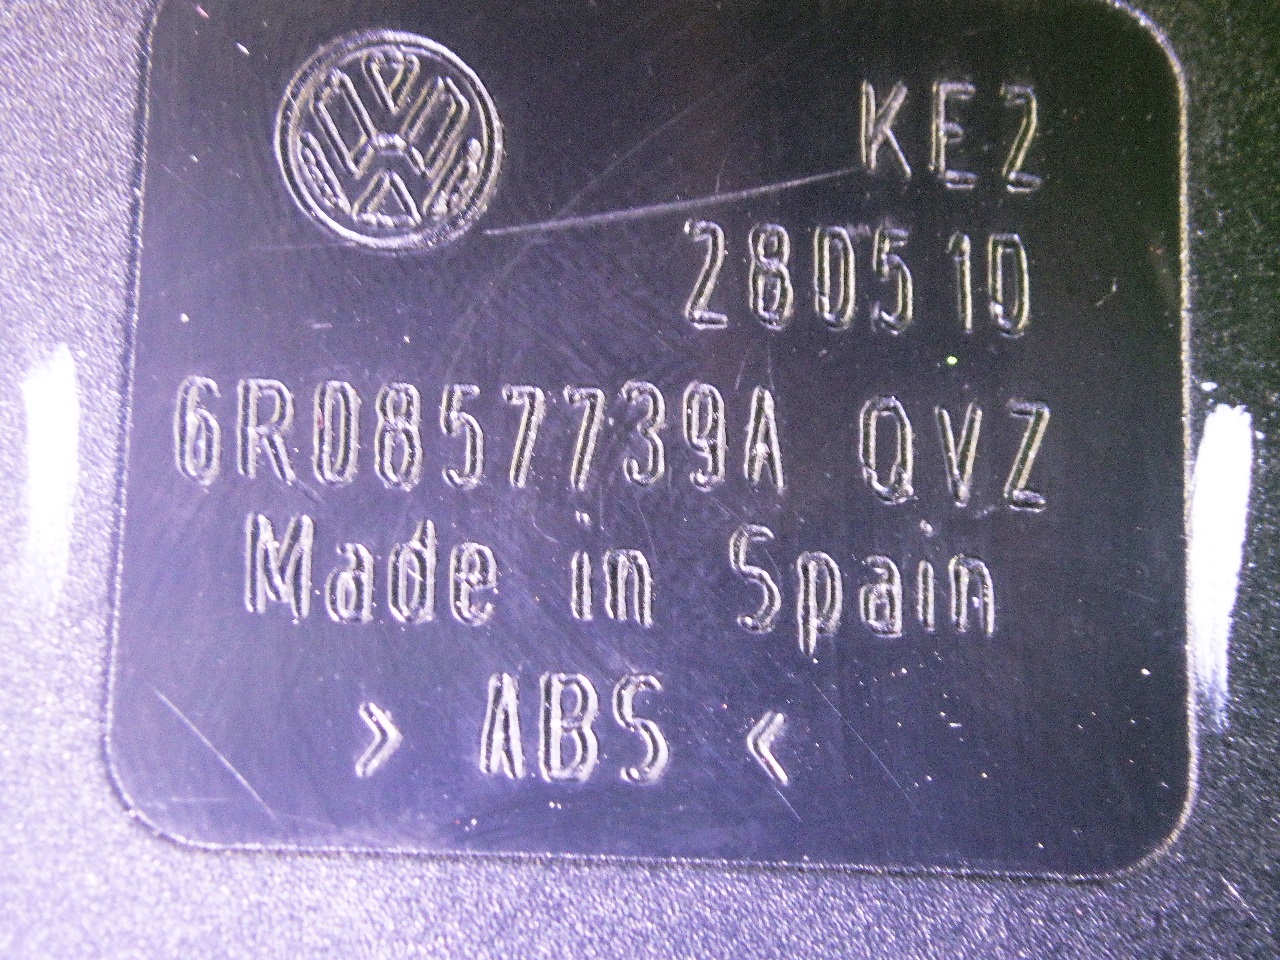 KEZ
280510
6R0857739A QVZ
Made in Spain
> ABS <